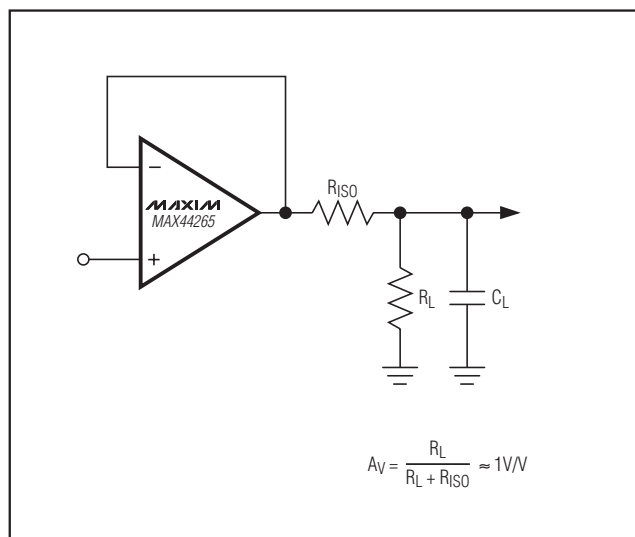 −
MAXIM
MAX44265
+
R_ISO
R_L
C_L
A_V = R_L / (R_L + R_ISO) ≈ 1V/V